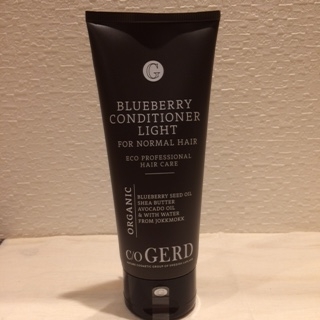 G
BLUEBERRY
CONDITIONER
LIGHT
FOR NORMAL HAIR
ECO PROFESSIONAL
HAIR CARE
ORGANIC
BLUEBERRY SEED OIL
SHEA BUTTER
AVOCADO OIL
& WITH WATER
FROM JOKKMOKK
c/o GERD